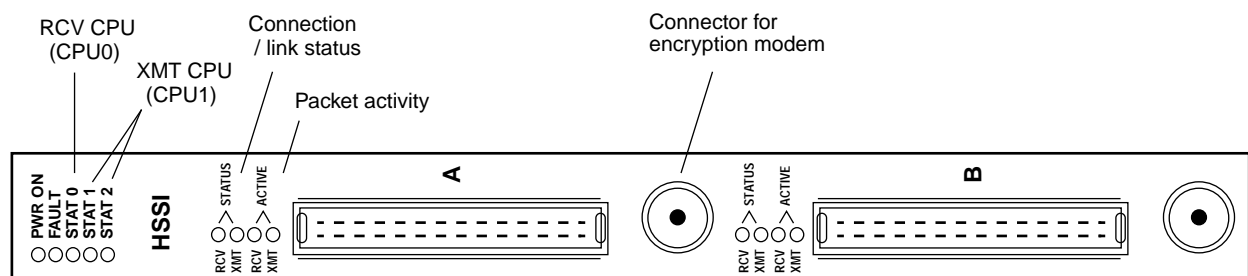 RCV CPU
(CPU0)
XMT CPU
(CPU1)
Connection
/ link status
Packet activity
Connector for
encryption modem
PWR ON
FAULT
STAT 0
STAT 1
STAT 2
HSSI
STATUS
ACTIVE
RCV
XMT
RCV
XMT
A
STATUS
ACTIVE
RCV
XMT
RCV
XMT
B